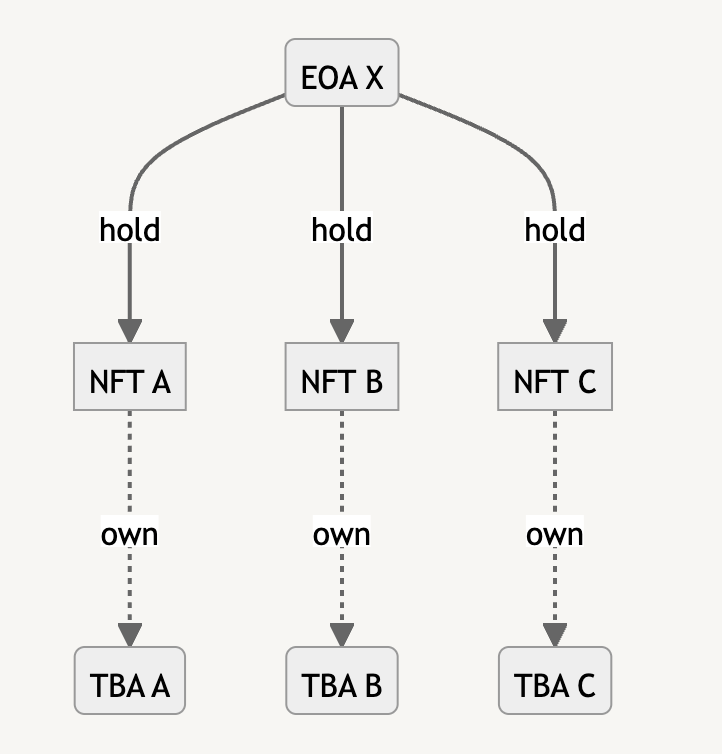 EOA X
hold hold hold
NFT A NFT B NFT C
own own own
TBA A TBA B TBA C